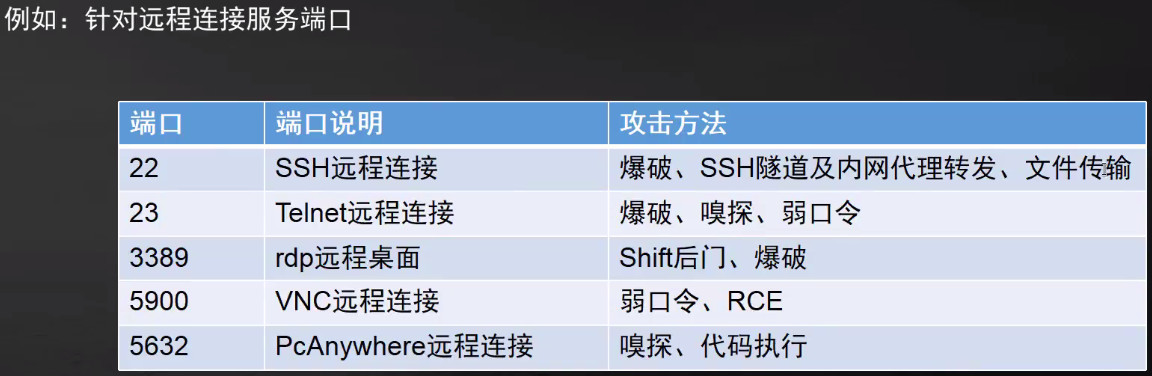 例如：针对远程连接服务端口
端口 端口说明 攻击方法
22 SSH远程连接 爆破、SSH隧道及内网代理转发、文件传输
23 Telnet远程连接 爆破、嗅探、弱口令
3389 rdp远程桌面 Shift后门、爆破
5900 VNC远程连接 弱口令、RCE
5632 PcAnywhere远程连接 嗅探、代码执行